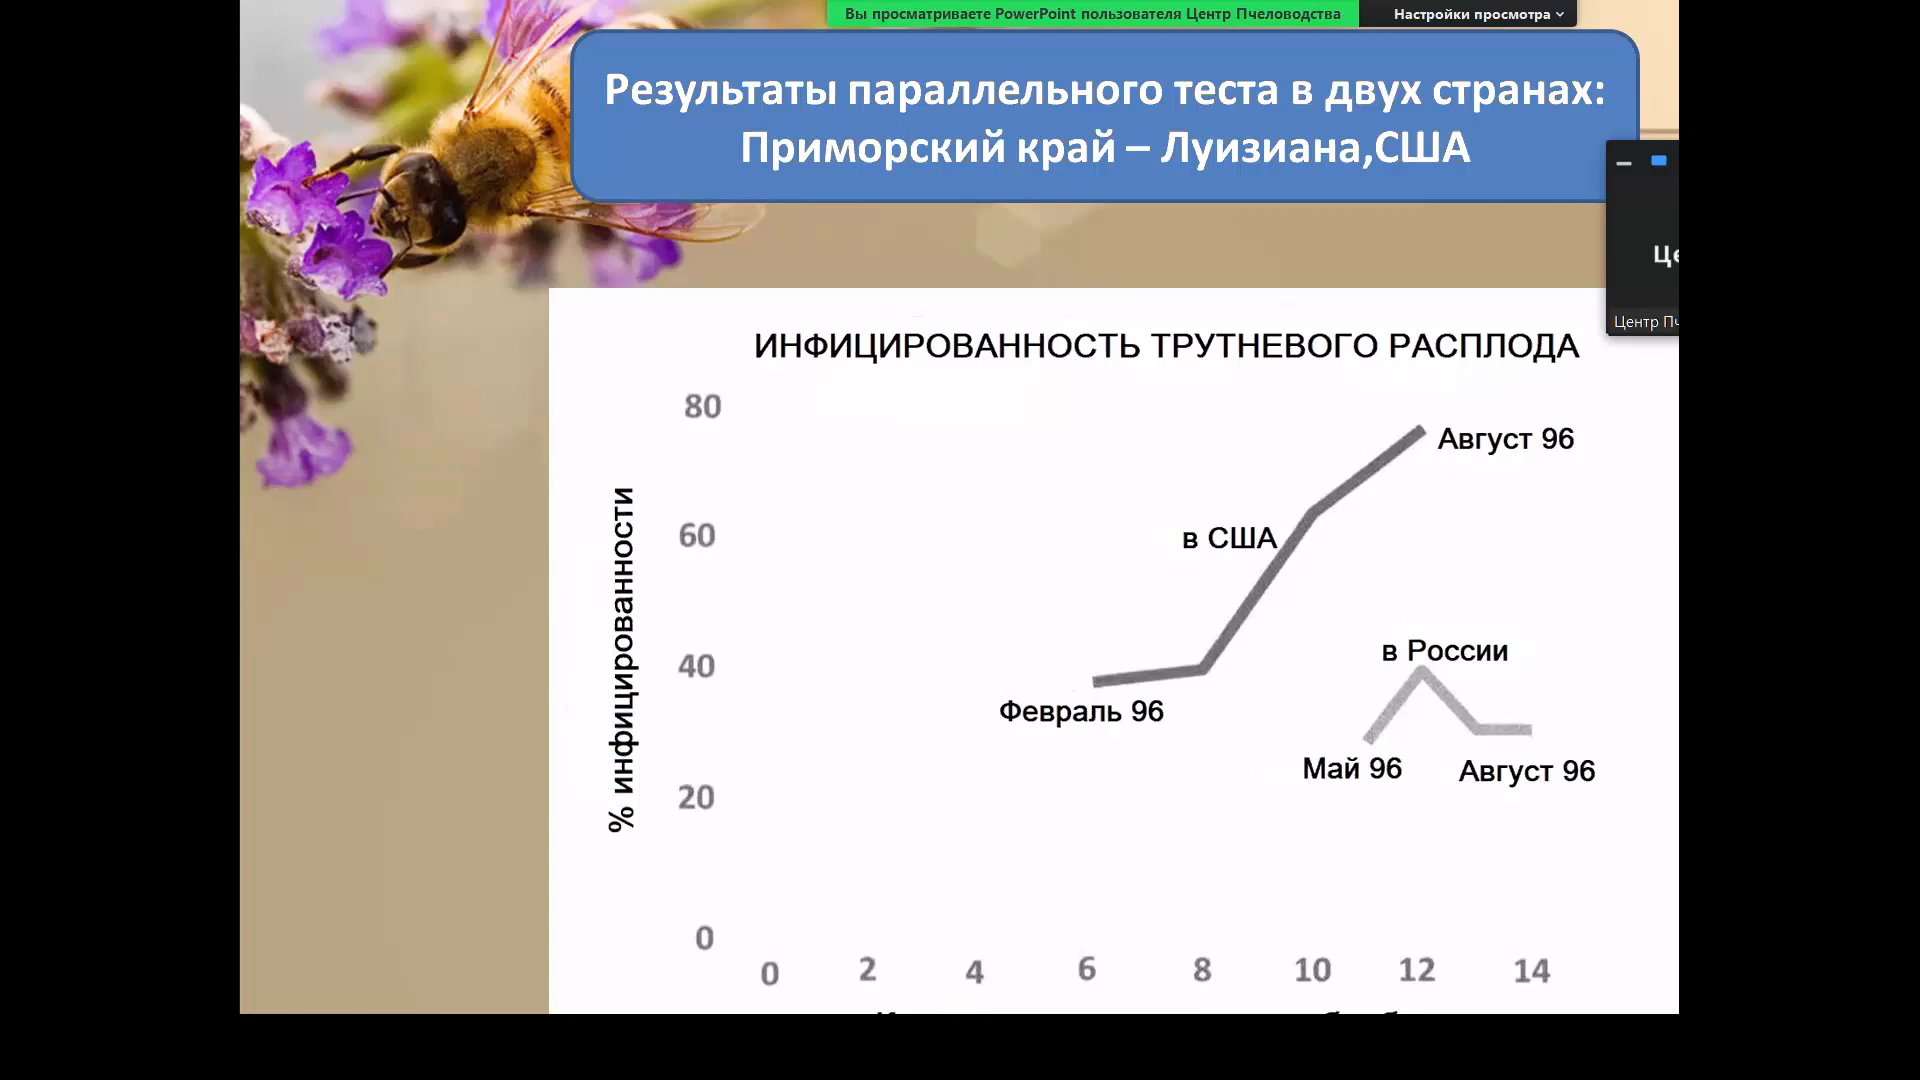 Вы просматриваете PowerPoint пользователя Центр Пчеловодства
Настройки просмотра
Результаты параллельного теста в двух странах:
Приморский край – Луизиана,США
Центр
ИНФИЦИРОВАННОСТЬ ТРУТНЕВОГО РАСПЛОДА
80
Август 96
60
в США
% инфицированности
в России
40
Февраль 96
Май 96
Август 96
20
0
0 2 4 6 8 10 12 14